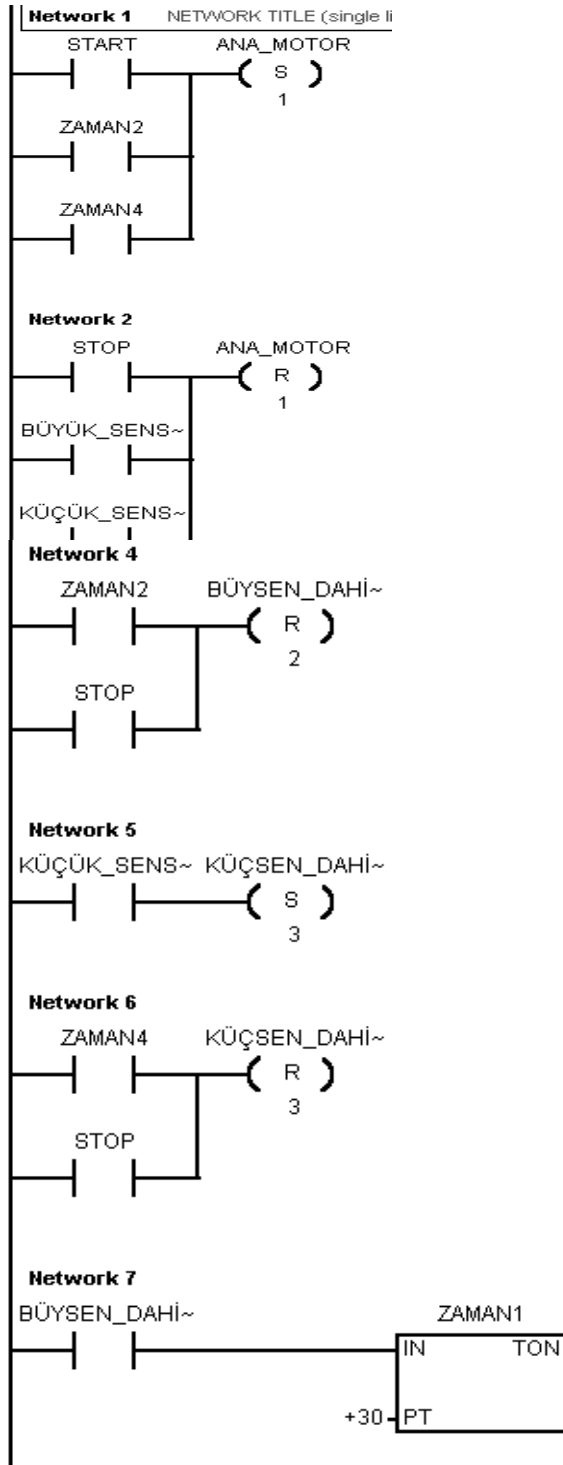 Network 1 NETWORK TITLE (single li
START ANA_MOTOR
S
1
ZAMAN2
ZAMAN4
Network 2
STOP ANA_MOTOR
R
1
BÜYÜK_SENS~
KÜÇÜK_SENS~
Network 4
ZAMAN2 BÜYSEN_DAHİ~
R
2
STOP
Network 5
KÜÇÜK_SENS~ KÜÇSEN_DAHİ~
S
3
Network 6
ZAMAN4 KÜÇSEN_DAHİ~
R
3
STOP
Network 7
BÜYSEN_DAHİ~ ZAMAN1
IN TON
+30 PT